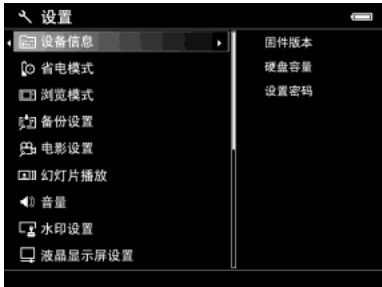 设置
设备信息
省电模式
浏览模式
备份设置
电影设置
幻灯片播放
音量
水印设置
液晶显示屏设置
固件版本
硬盘容量
设置密码